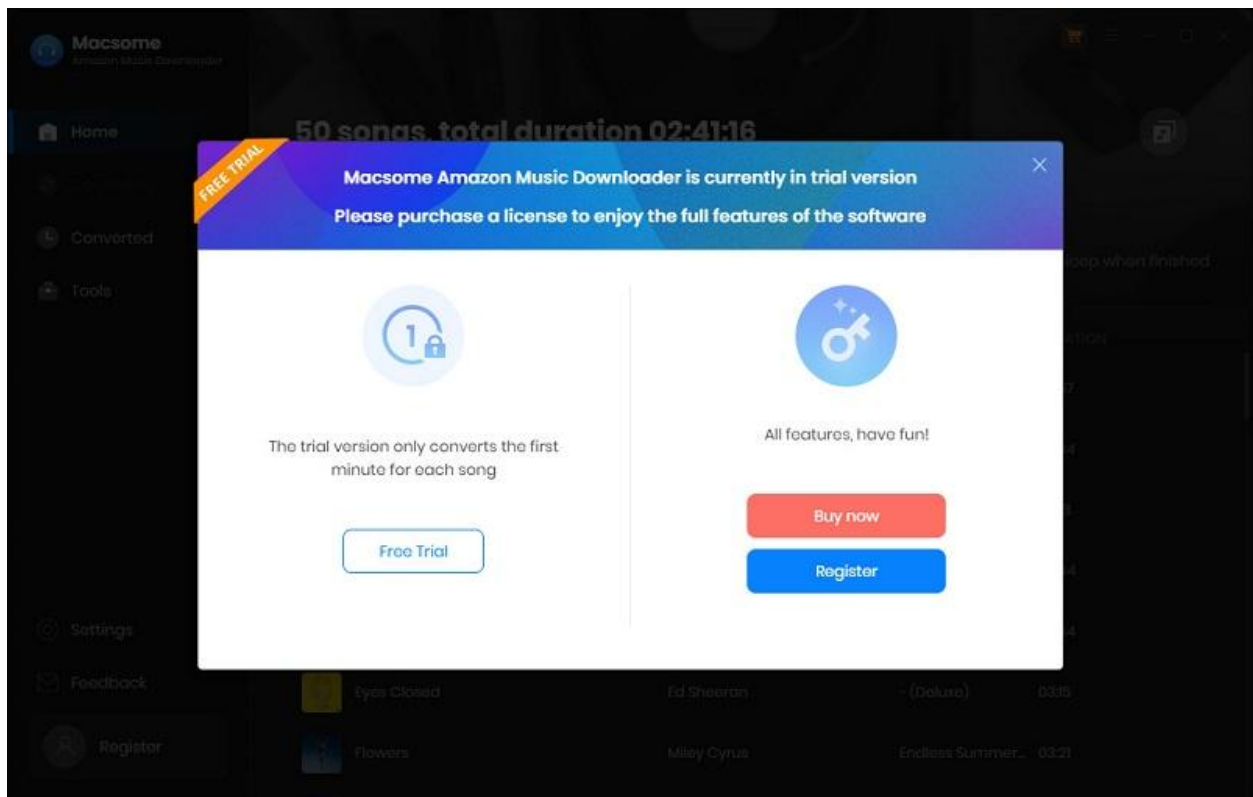 Macsome
Amazon Music Downloader
Home
Converted
Tools
Settings
Feedback
Register
50 songs, total duration 02:41:16
FREE TRIAL
Macsome Amazon Music Downloader is currently in trial version
Please purchase a license to enjoy the full features of the software
when finished
1
The trial version only converts the first
minute for each song
Free Trial
All features, have fun!
Buy now
Register
Eyes Closed Ed Sheeran - (Deluxe) 03:15
Flowers Miley Cyrus Endless Summer... 03:21